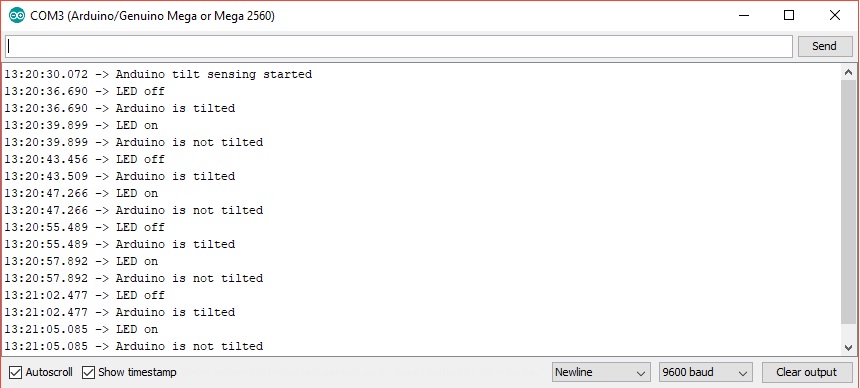 COM3 (Arduino/Genuino Mega or Mega 2560)
Send
13:20:30.072 -> Anduino tilt sensing started
13:20:36.690 -> LED off
13:20:36.690 -> Arduino is tilted
13:20:39.899 -> LED on
13:20:39.899 -> Arduino is not tilted
13:20:43.456 -> LED off
13:20:43.509 -> Arduino is tilted
13:20:47.266 -> LED on
13:20:47.266 -> Arduino is not tilted
13:20:55.489 -> LED off
13:20:55.489 -> Arduino is tilted
13:20:57.892 -> LED on
13:20:57.892 -> Arduino is not tilted
13:21:02.477 -> LED off
13:21:02.477 -> Arduino is tilted
13:21:05.085 -> LED on
13:21:05.085 -> Arduino is not tilted
Autoscroll Show timestamp Newline 9600 baud Clear output